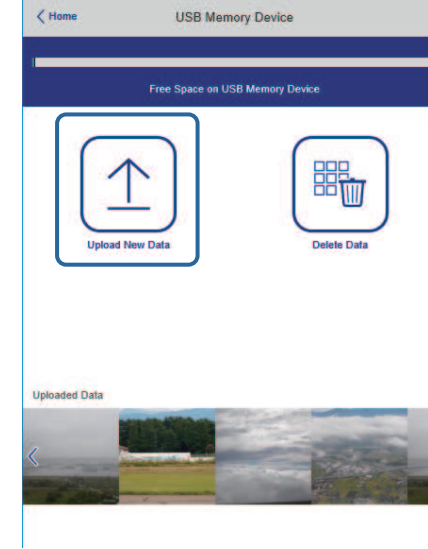 Home
USB Memory Device
Free Space on USB Memory Device
Upload New Data
Delete Data
Uploaded Data